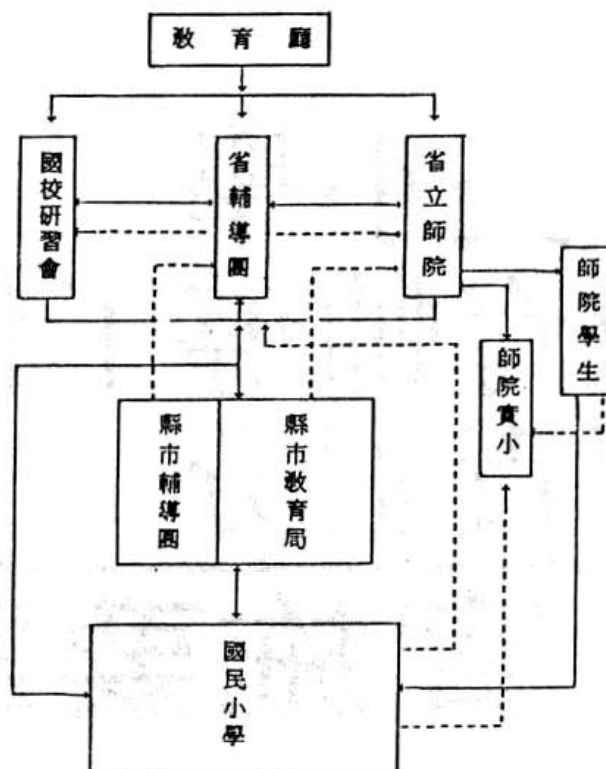 教育廳
國校研習會
省輔導團
省立師院
師院學生
師院實小
縣市輔導團
縣市教育局
國民小學